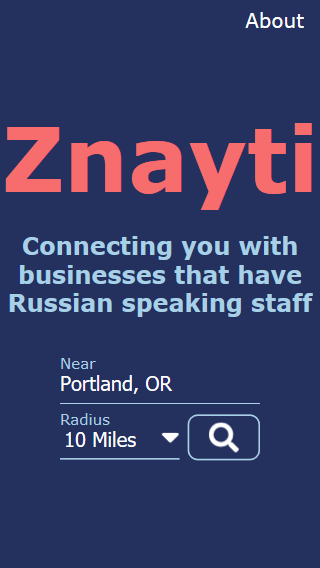 About
Znayti
Connecting you with
businesses that have
Russian speaking staff
Near
Portland, OR
Radius
10 Miles